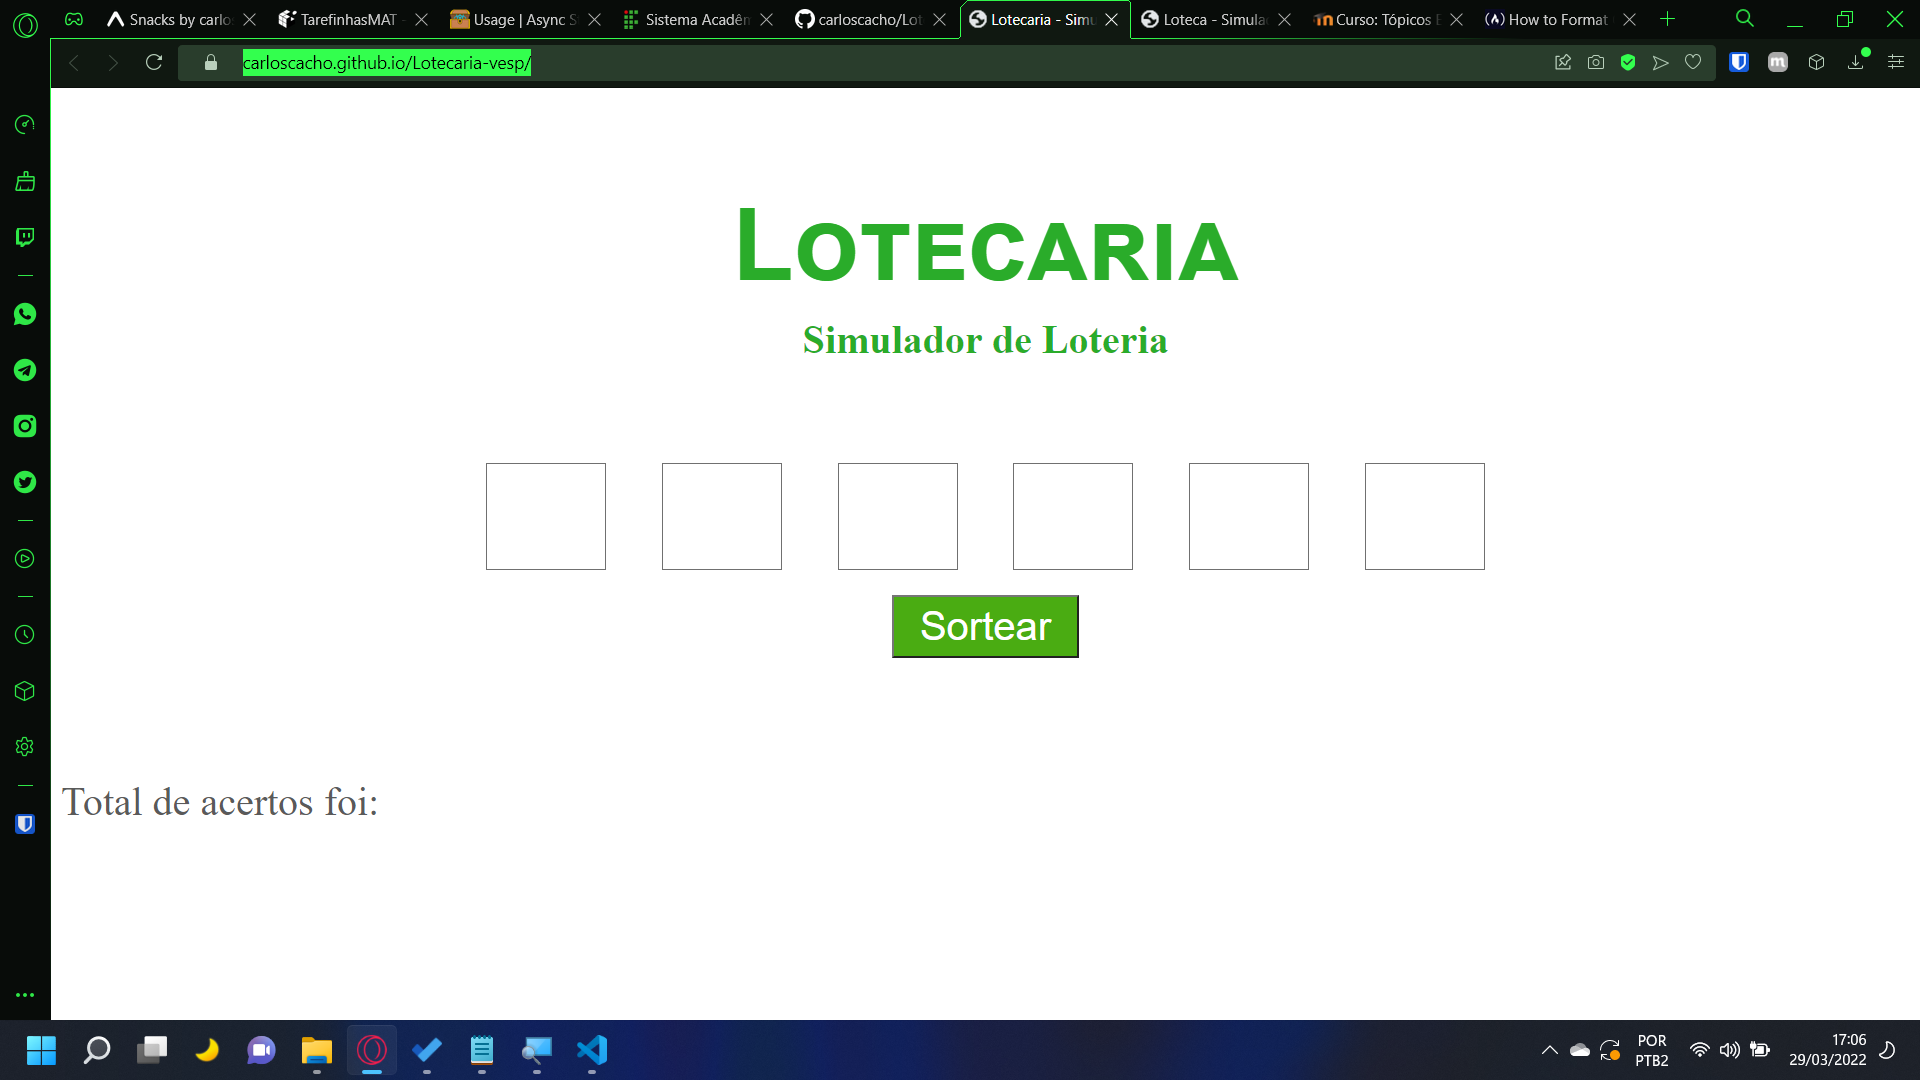 Snacks by carlos
TarefinhasMAT -
Usage | Async S
Sistema Acadêm
carloscacho/Lot
Lotecaria - Simu
Loteca - Simulac
Curso: Tópicos E
How to Format
carloscacho.github.io/Lotecaria-vesp/
m
Lotecaria
Simulador de Loteria
Sortear
Total de acertos foi:
POR
PTB2
17:06
29/03/2022